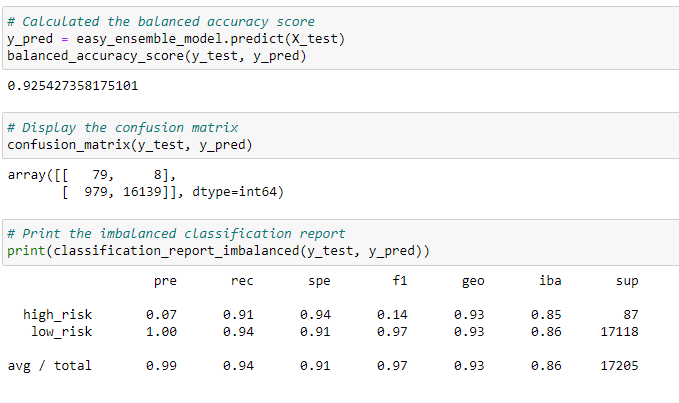 # Calculated the balanced accuracy score
y_pred = easy_ensemble_model.predict(X_test)
balanced_accuracy_score(y_test, y_pred)
0.925427358175101
# Display the confusion matrix
confusion_matrix(y_test, y_pred)
array([[   79,     8],
       [  979, 16139]], dtype=int64)
# Print the imbalanced classification report
print(classification_report_imbalanced(y_test, y_pred))
                   pre       rec       spe        f1       geo       iba       sup
  high_risk       0.07      0.91      0.94      0.14      0.93      0.85        87
   low_risk       1.00      0.94      0.91      0.97      0.93      0.86     17118
avg / total       0.99      0.94      0.91      0.97      0.93      0.86     17205